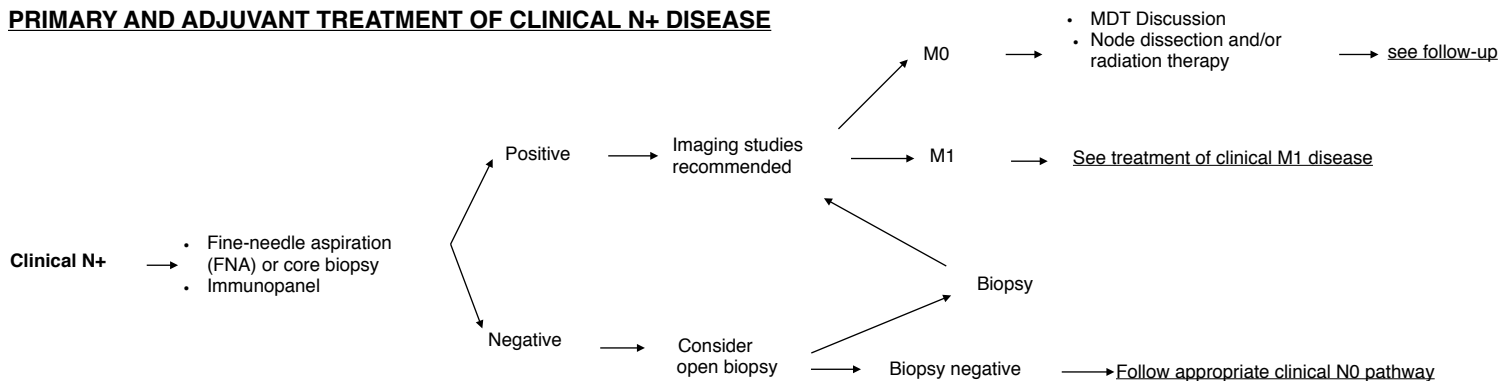 PRIMARY AND ADJUVANT TREATMENT OF CLINICAL N+ DISEASE
• MDT Discussion
• Node dissection and/or
radiation therapy
M0
see follow-up
Positive
Imaging studies
recommended
M1
See treatment of clinical M1 disease
Clinical N+
• Fine-needle aspiration
(FNA) or core biopsy
• Immunopanel
Biopsy
Negative
Consider
open biopsy
Biopsy negative
Follow appropriate clinical N0 pathway